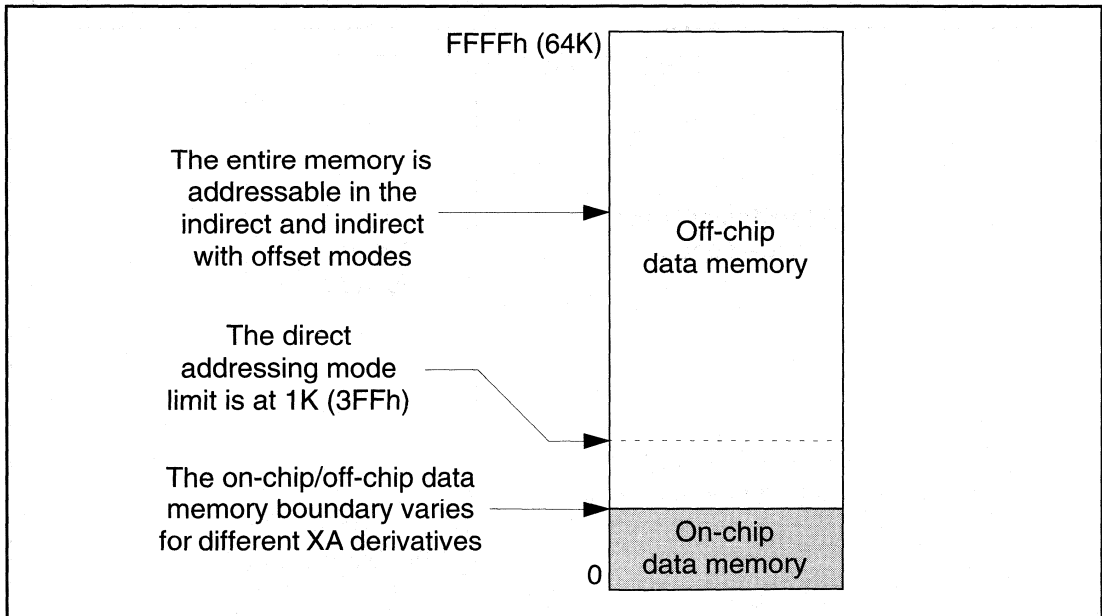 FFFFh (64K)
The entire memory is
addressable in the
indirect and indirect
with offset modes
Off-chip
data memory
The direct
addressing mode
limit is at 1K (3FFh)
The on-chip/off-chip data
memory boundary varies
for different XA derivatives
On-chip
data memory
0